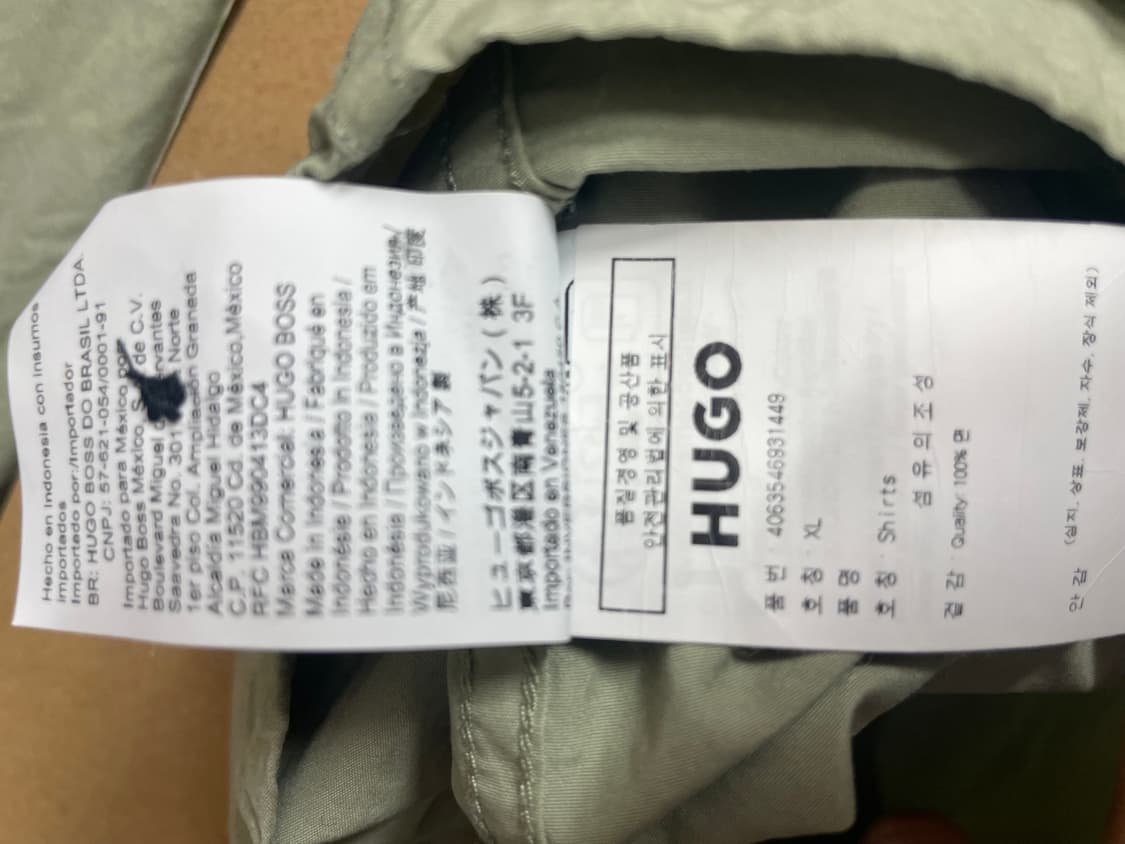 Hecho en Indonesia con insumos
importados
Imatado por:/Importador
BR: HUGO BOSS DO BRASIL LTDA.
CNPJ: 57-621-054/0001-91
Importado para México por
Hugo Boss México, S. de C.V.
Boulevard Miguel
Saavedra No. 301 Norte
1er piso Col. Ampliación Granada
Alcaldía Miguel Hidalgo
C.P. 11520 Cd. de México,México
RFC HBM990413DC4
Marca Comercial: HUGO BOSS
Made in Indonesia / Fabriqué en
Indonésie / Prodotto in Indonesia /
Hecho en Indonesia / Produzido em
Indonésia / Произведено в Индонезии/
Wyprodukowano w Indonezja / 产地 印度
尼西亚 / インドネシア製
ヒューゴボスジャパン(株)
東京都港区南青山5-2-1 3F
Importado en Venezuela
품질경영 및 공산품
안전관리법에 의한 표시
HUGO
품 번 : 4063546931449
호 칭 : XL
품 명
호 칭 : Shirts
섬 유 의 조 성
겉 감 : Quality: 100% 면
안 감 (심지, 상표, 보강제, 자수, 장식 제외)